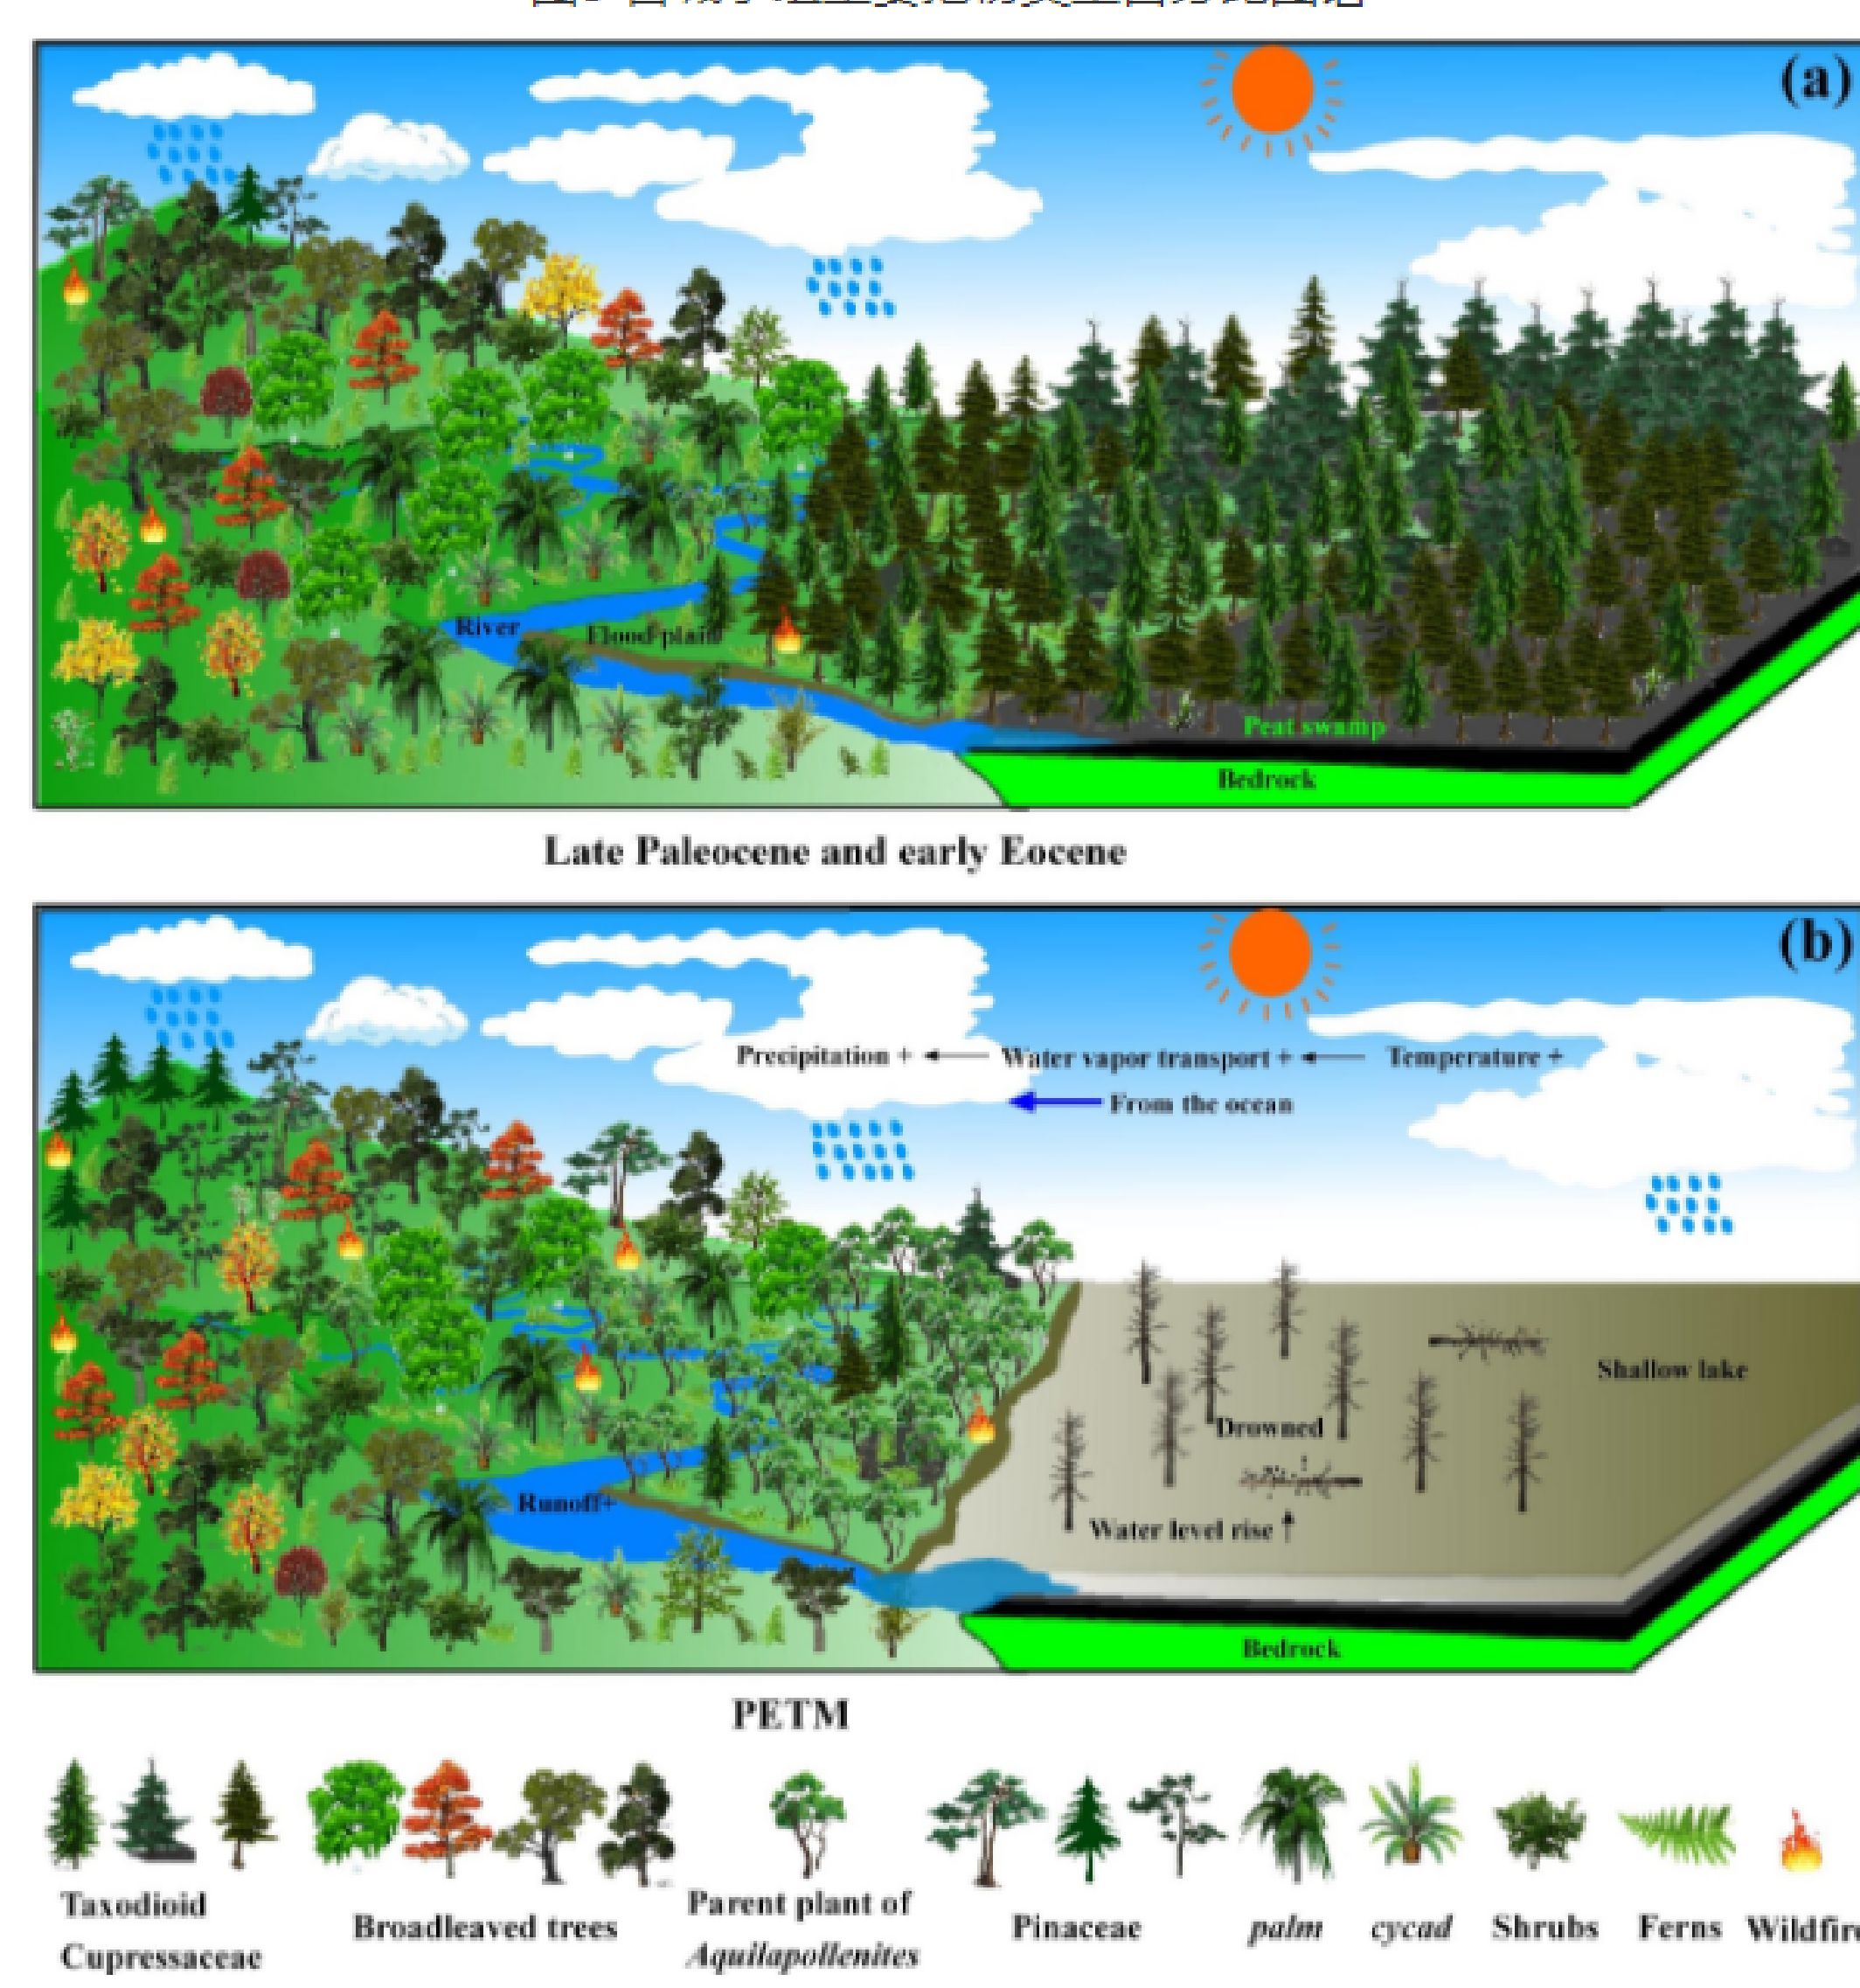 (a)
River
Flood plain
Peat swamp
Bedrock
Late Paleocene and early Eocene
(b)
Precipitation + ← Water vapor transport + ← Temperature +
← From the ocean
Shallow lake
Drowned
Runoff+
Water level rise ↑
Bedrock
PETM
Taxodioid
Cupressaceae
Broadleaved trees
Parent plant of
Aquilapollenites
Pinaceae
palm
cycad
Shrubs
Ferns
Wildfire